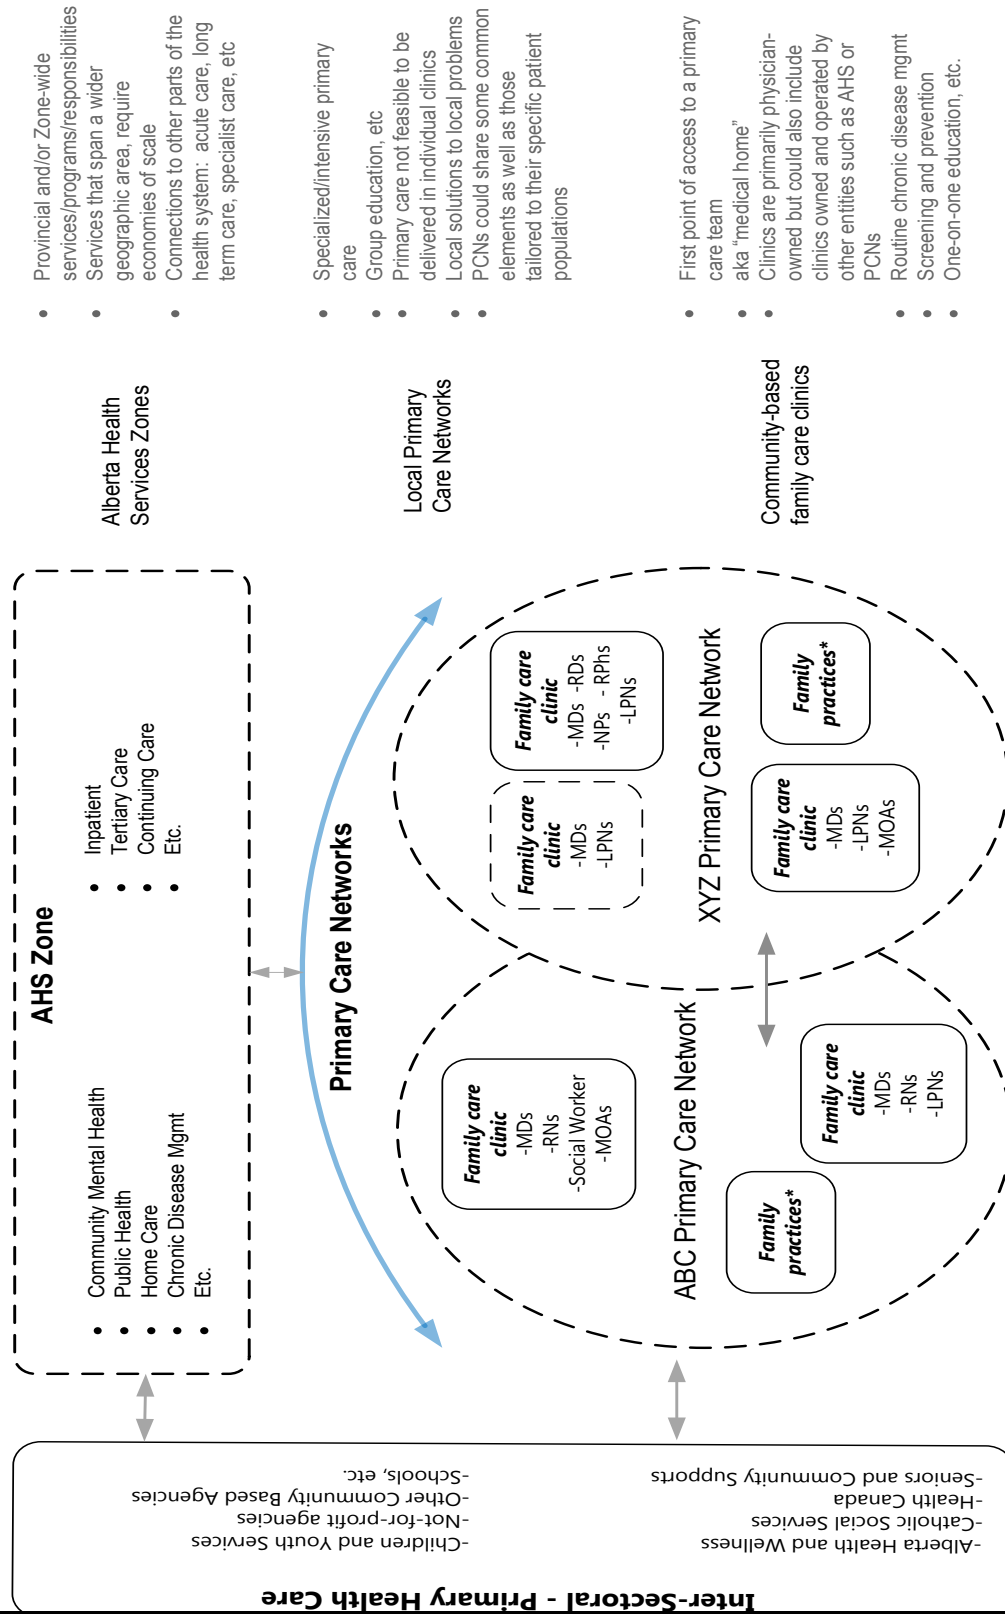 Inter-Sectoral - Primary Health Care
-Alberta Health and Wellness
-Catholic Social Services
-Health Canada
-Seniors and Community Supports
-Children and Youth Services
-Not-for-profit agencies
-Other Community Based Agencies
-Schools, etc.
AHS Zone
• Community Mental Health
• Public Health
• Home Care
• Chronic Disease Mgmt
• Etc.
• Inpatient
• Tertiary Care
• Continuing Care
• Etc.
Alberta Health
Services Zones
• Provincial and/or Zone-wide
services/programs/responsibilities
• Services that span a wider
geographic area, require
economies of scale
• Connections to other parts of the
health system: acute care, long
term care, specialist care, etc
Primary Care Networks
Family care
clinic
-MDs
-RNs
-Social Worker
-MOAs
ABC Primary Care Network
Family
practices*
Family care
clinic
-MDs
-RNs
-LPNs
Family care
clinic
-MDs
-LPNs
Family care
clinic
-MDs -RDs
-NPs - RPhs
-LPNs
XYZ Primary Care Network
Family care
clinic
-MDs
-LPNs
-MOAs
Family
practices*
Local Primary
Care Networks
• Specialized/intensive primary
care
• Group education, etc
• Primary care not feasible to be
delivered in individual clinics
• Local solutions to local problems
• PCNs could share some common
elements as well as those
tailored to their specific patient
populations
Community-based
family care clinics
• First point of access to a primary
care team
• aka “medical home”
• Clinics are primarily physician-
owned but could also include
clinics owned and operated by
other entities such as AHS or
PCNs
• Routine chronic disease mgmt
• Screening and prevention
• One-on-one education, etc.